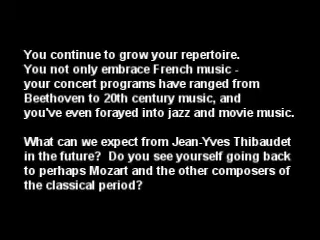 You continue to grow your repertoire.
You not only embrace French music -
your concert programs have ranged from
Beethoven to 20th century music, and
you've even forayed into jazz and movie music.
What can we expect from Jean-Yves Thibaudet
in the future?  Do you see yourself going back
to perhaps Mozart and the other composers of
the classical period?